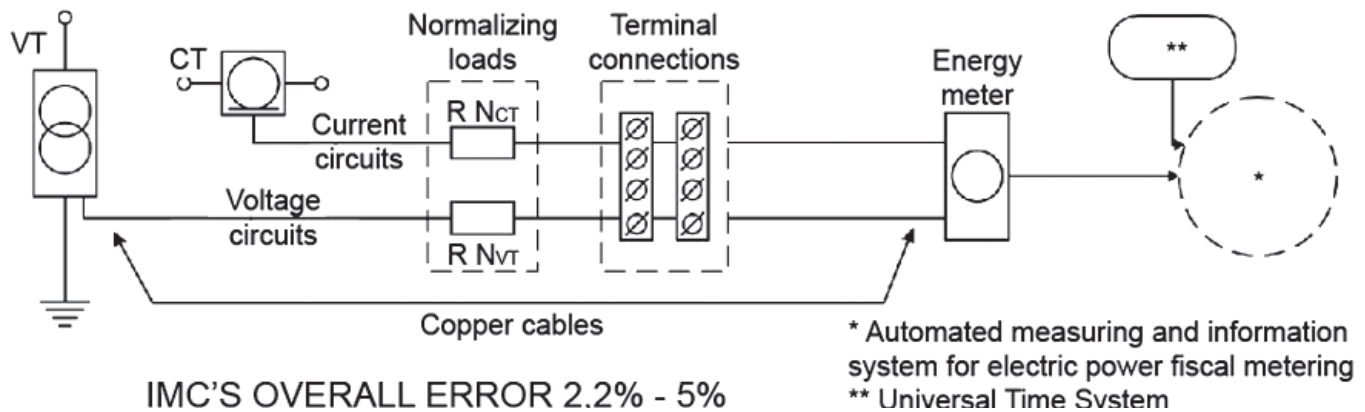 VT
CT
Normalizing
loads
Terminal
connections
Energy
meter
**
R NCT
Current
circuits
*
Voltage
circuits
R NVT
Copper cables
* Automated measuring and information
system for electric power fiscal metering
** Universal Time System
IMC'S OVERALL ERROR 2,2% - 5%